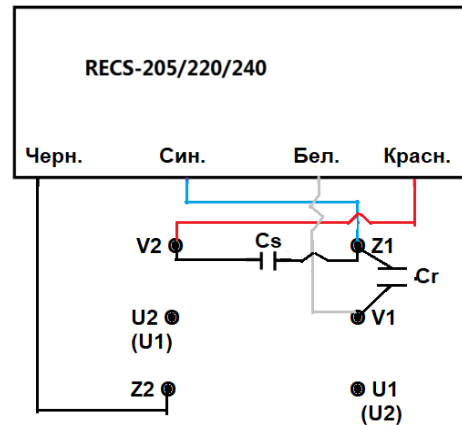 RECS-205/220/240
Черн. Син. Бел. Красн.
V2 Cs Z1
Cr
U2 V1
(U1)
Z2 U1
(U2)